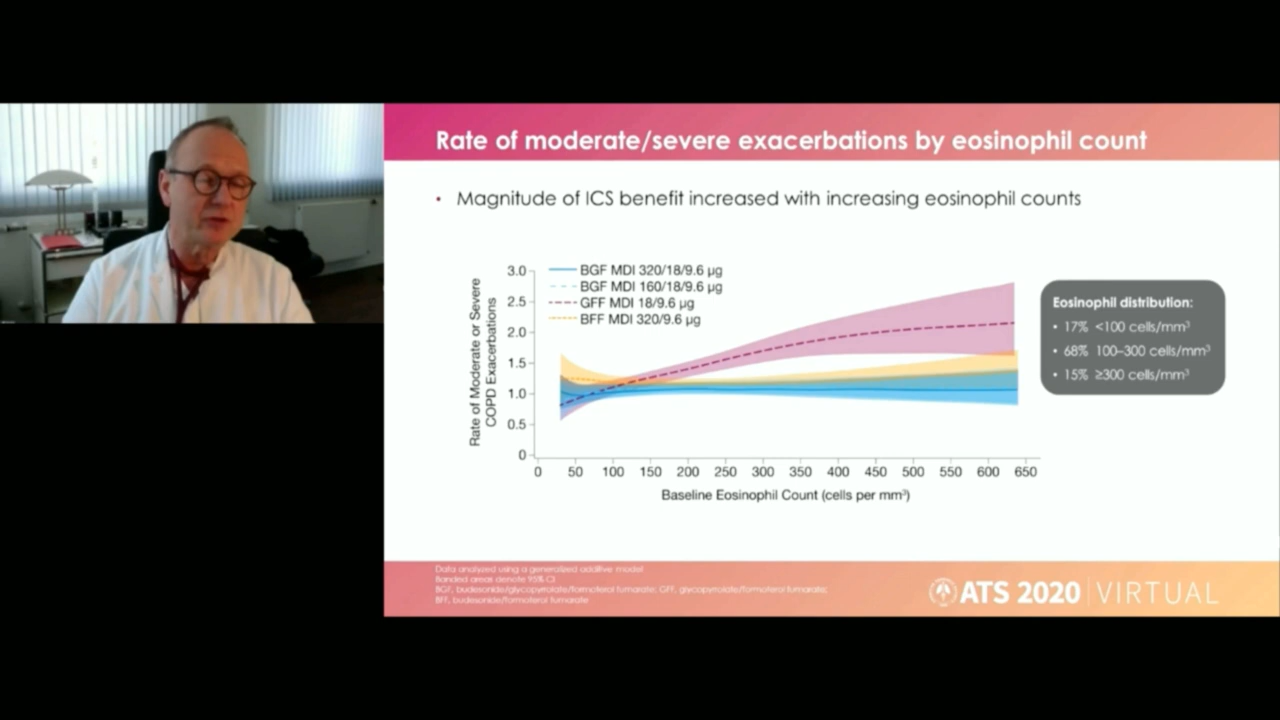 Rate of moderate/severe exacerbations by eosinophil count
• Magnitude of ICS benefit increased with increasing eosinophil counts
Rate of Moderate or Severe
COPD Exacerbations
3.0
2.5
2.0
1.5
1.0
0.5
0
BGF MDI 320/18/9.6 µg
BGF MDI 160/18/9.6 µg
GFF MDI 18/9.6 µg
BFF MDI 320/9.6 µg
0 50 100 150 200 250 300 350 400 450 500 550 600 650
Baseline Eosinophil Count (cells per mm³)
Eosinophil distribution:
• 17% <100 cells/mm³
• 68% 100–300 cells/mm³
• 15% ≥300 cells/mm³
Data analyzed using a generalized additive model
Banded areas denote 95% CI
BGF, budesonide/glycopyrrolate/formoterol fumarate; GFF, glycopyrrolate/formoterol fumarate;
BFF, budesonide/formoterol fumarate
ATS 2020 | VIRTUAL